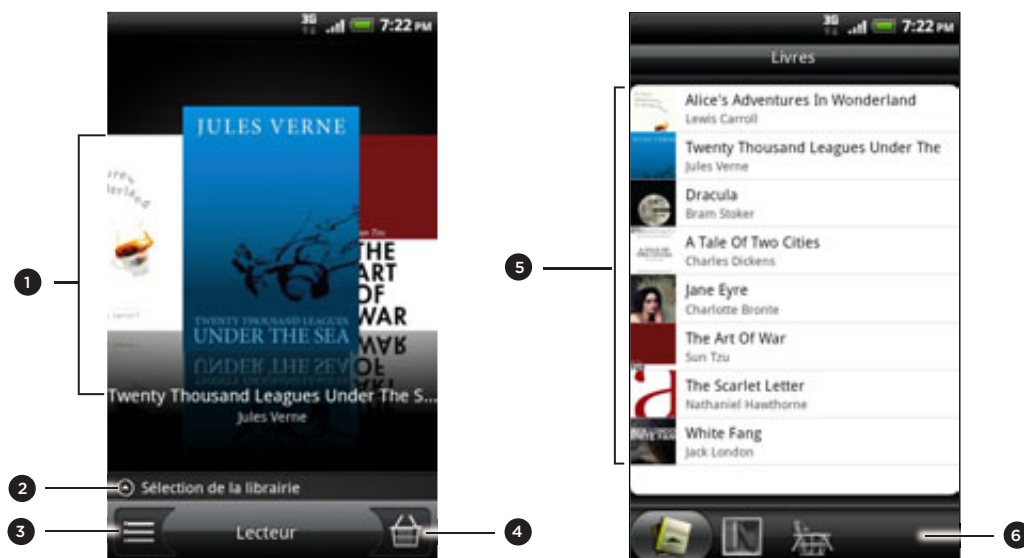 3G 7:22 PM
JULES VERNE
THE
ART
OF
WAR
TWENTY THOUSAND LEAGUES
UNDER THE SEA
Twenty Thousand Leagues Under The S...
Jules Verne
Sélection de la librairie
Lecteur
1
2
3
4
3G 7:22 PM
Livres
Alice's Adventures In Wonderland
Lewis Carroll
Twenty Thousand Leagues Under The
Jules Verne
Dracula
Bram Stoker
A Tale Of Two Cities
Charles Dickens
Jane Eyre
Charlotte Bronte
The Art Of War
Sun Tzu
The Scarlet Letter
Nathaniel Hawthorne
White Fang
Jack London
5
6